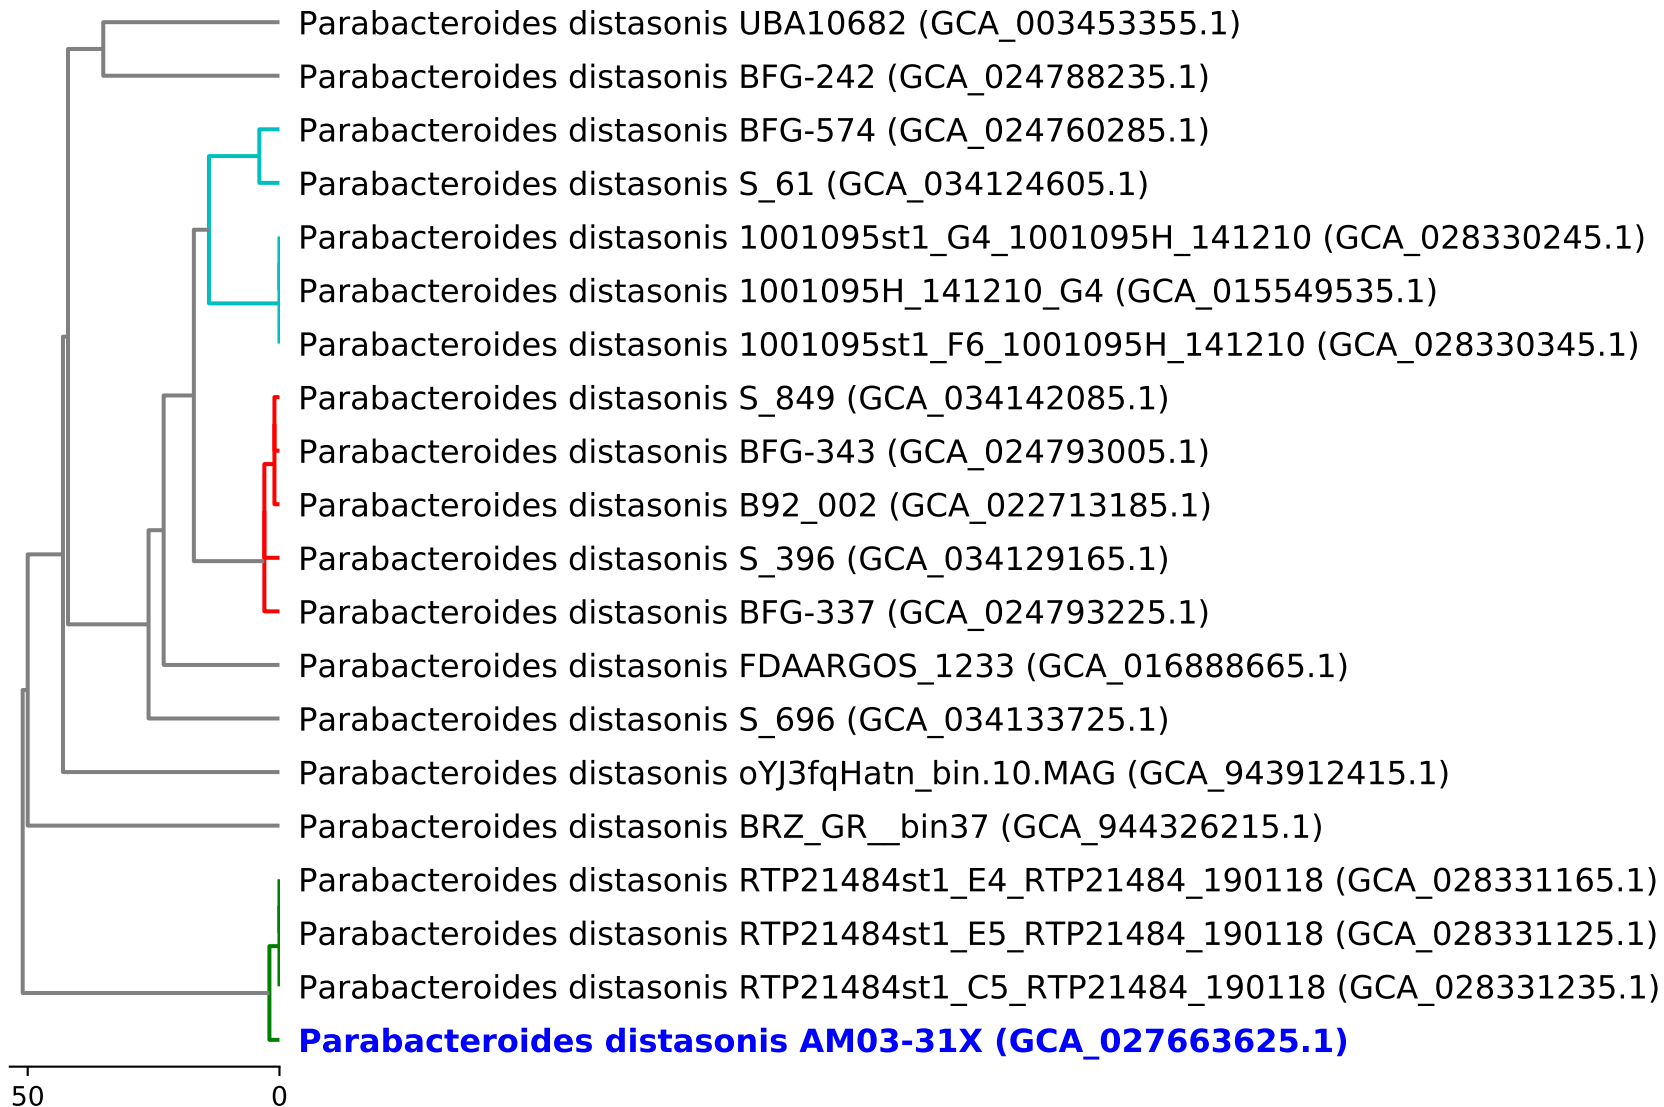 Parabacteroides distasonis UBA10682 (GCA_003453355.1)
Parabacteroides distasonis BFG-242 (GCA_024788235.1)
Parabacteroides distasonis BFG-574 (GCA_024760285.1)
Parabacteroides distasonis S_61 (GCA_034124605.1)
Parabacteroides distasonis 1001095st1_G4_1001095H_141210 (GCA_028330245.1)
Parabacteroides distasonis 1001095H_141210_G4 (GCA_015549535.1)
Parabacteroides distasonis 1001095st1_F6_1001095H_141210 (GCA_028330345.1)
Parabacteroides distasonis S_849 (GCA_034142085.1)
Parabacteroides distasonis BFG-343 (GCA_024793005.1)
Parabacteroides distasonis B92_002 (GCA_022713185.1)
Parabacteroides distasonis S_396 (GCA_034129165.1)
Parabacteroides distasonis BFG-337 (GCA_024793225.1)
Parabacteroides distasonis FDAARGOS_1233 (GCA_016888665.1)
Parabacteroides distasonis S_696 (GCA_034133725.1)
Parabacteroides distasonis oYJ3fqHatn_bin.10.MAG (GCA_943912415.1)
Parabacteroides distasonis BRZ_GR__bin37 (GCA_944326215.1)
Parabacteroides distasonis RTP21484st1_E4_RTP21484_190118 (GCA_028331165.1)
Parabacteroides distasonis RTP21484st1_E5_RTP21484_190118 (GCA_028331125.1)
Parabacteroides distasonis RTP21484st1_C5_RTP21484_190118 (GCA_028331235.1)
Parabacteroides distasonis AM03-31X (GCA_027663625.1)
50 0